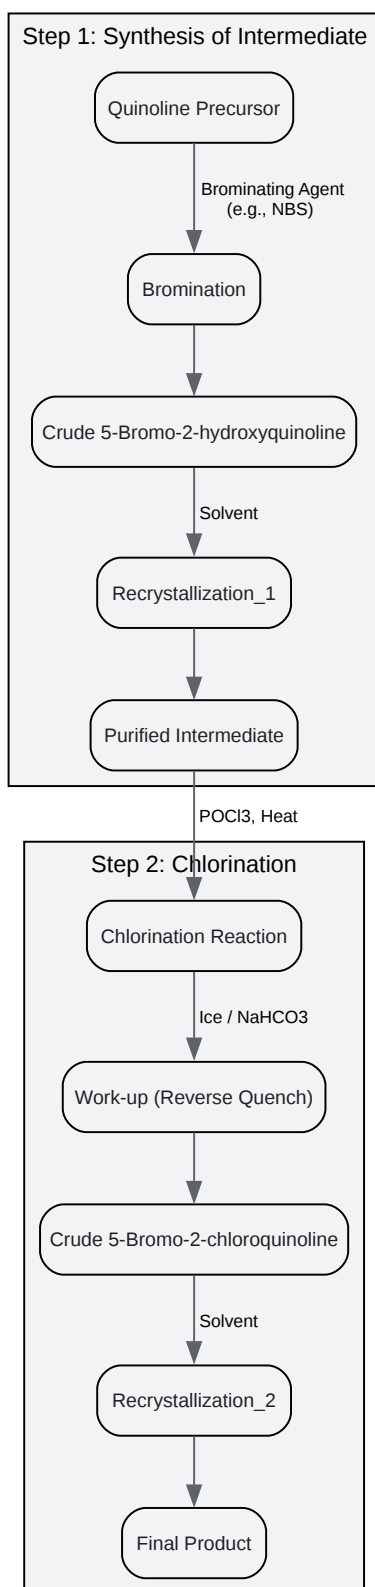 Step 1: Synthesis of Intermediate
Quinoline Precursor
Brominating Agent
(e.g., NBS)
Bromination
Crude 5-Bromo-2-hydroxyquinoline
Solvent
Recrystallization_1
Purified Intermediate
POCl3, Heat
Step 2: Chlorination
Chlorination Reaction
Ice / NaHCO3
Work-up (Reverse Quench)
Crude 5-Bromo-2-chloroquinoline
Solvent
Recrystallization_2
Final Product